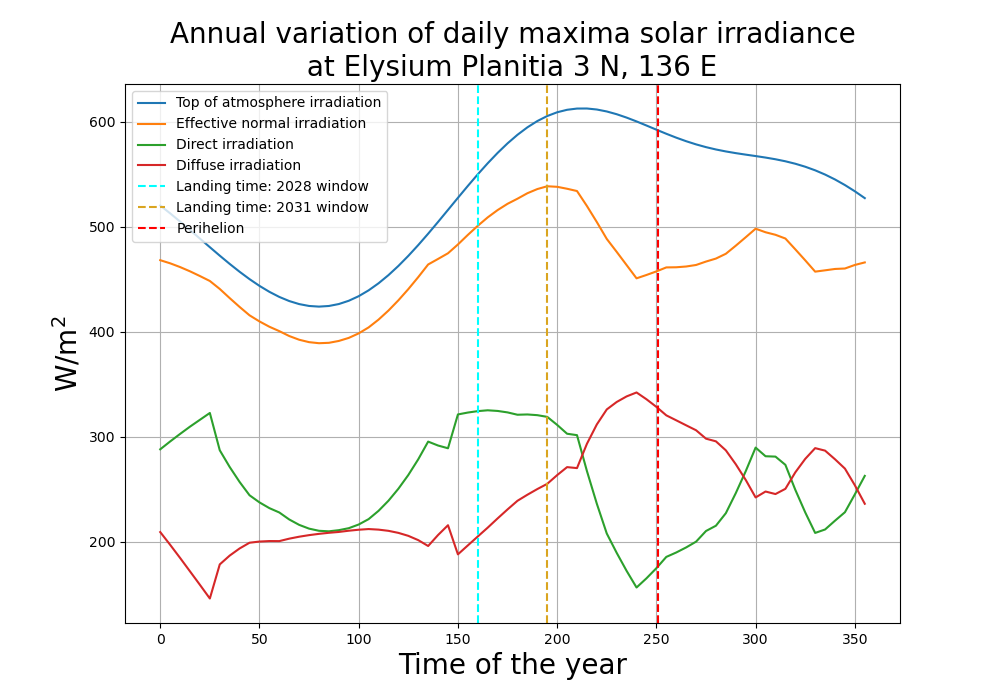 Annual variation of daily maxima solar irradiance
at Elysium Planitia 3 N, 136 E
Top of atmosphere irradiation
Effective normal irradiation
Direct irradiation
Diffuse irradiation
Landing time: 2028 window
Landing time: 2031 window
Perihelion
600
500
400
300
200
W/m²
0 50 100 150 200 250 300 350
Time of the year